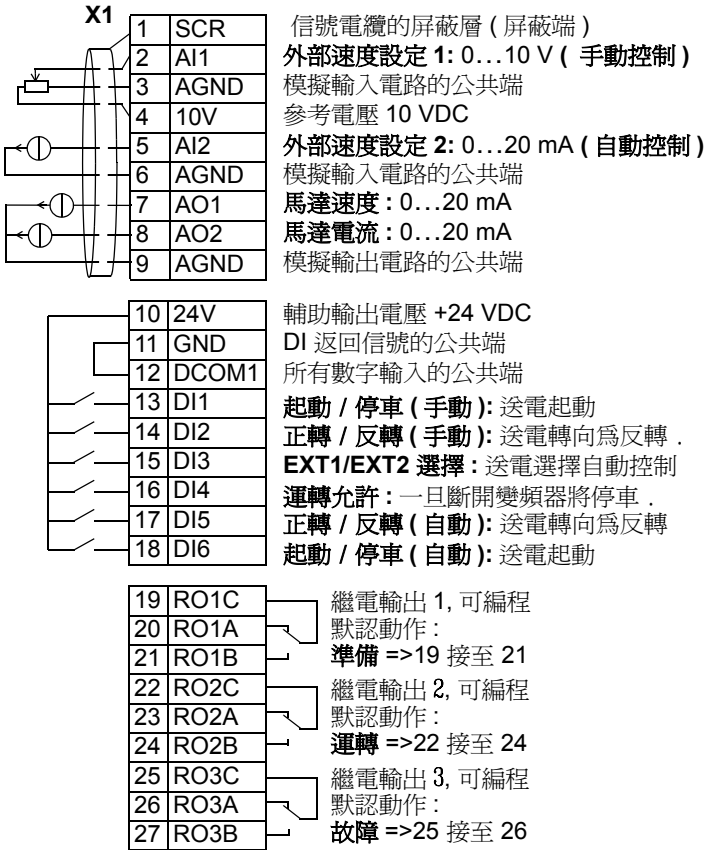 X1
1 SCR 信號電纜的屏蔽層 ( 屏蔽端 )
2 AI1 外部速度設定 1: 0…10 V ( 手動控制 )
3 AGND 模擬輸入電路的公共端
4 10V 參考電壓 10 VDC
5 AI2 外部速度設定 2: 0…20 mA ( 自動控制 )
6 AGND 模擬輸入電路的公共端
7 AO1 馬達速度 : 0…20 mA
8 AO2 馬達電流 : 0…20 mA
9 AGND 模擬輸出電路的公共端
10 24V 輔助輸出電壓 +24 VDC
11 GND DI 返回信號的公共端
12 DCOM1 所有數字輸入的公共端
13 DI1 起動 / 停車 ( 手動 ): 送電起動
14 DI2 正轉 / 反轉 ( 手動 ): 送電轉向爲反轉 .
15 DI3 EXT1/EXT2 選擇 : 送電選擇自動控制
16 DI4 運轉允許 : 一旦斷開變頻器將停車 .
17 DI5 正轉 / 反轉 ( 自動 ): 送電轉向爲反轉
18 DI6 起動 / 停車 ( 自動 ): 送電起動
19 RO1C 繼電輸出 1, 可編程
20 RO1A 默認動作 :
21 RO1B 準備 =>19 接至 21
22 RO2C 繼電輸出 2, 可編程
23 RO2A 默認動作 :
24 RO2B 運轉 =>22 接至 24
25 RO3C 繼電輸出 3, 可編程
26 RO3A 默認動作 :
27 RO3B 故障 =>25 接至 26